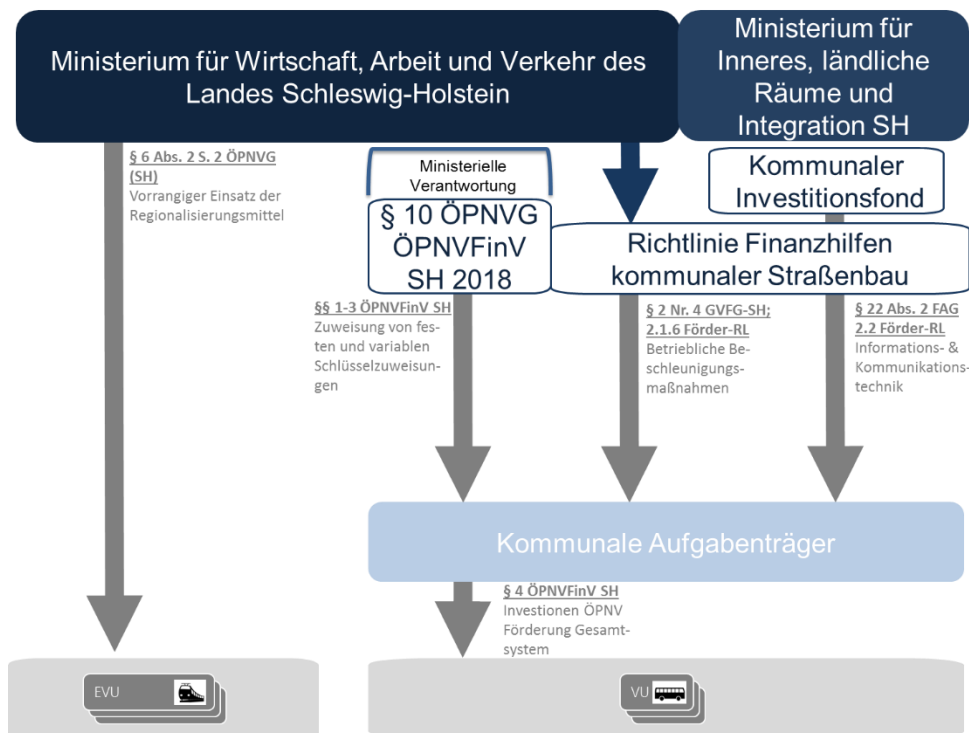 Ministerium für Wirtschaft, Arbeit und Verkehr des
Landes Schleswig-Holstein
Ministerium für
Inneres, ländliche
Räume und
Integration SH
§ 6 Abs. 2 S. 2 ÖPNVG
(SH)
Vorrangiger Einsatz der
Regionalisierungsmittel
Ministerielle
Verantwortung
§ 10 ÖPNVG
ÖPNVFinV
SH 2018
Kommunaler
Investitionsfond
Richtlinie Finanzhilfen
kommunaler Straßenbau
§§ 1-3 ÖPNVFinV SH
Zuweisung von fes-
ten und variablen
Schlüsselzuweisun-
gen
§ 2 Nr. 4 GVFG-SH;
2.1.6 Förder-RL
Betriebliche Be-
schleunigungs-
maßnahmen
§ 22 Abs. 2 FAG
2.2 Förder-RL
Informations- &
Kommunikations-
technik
Kommunale Aufgabenträger
§ 4 ÖPNVFinV SH
Investionen ÖPNV
Förderung Gesamt-
system
EVU
VU